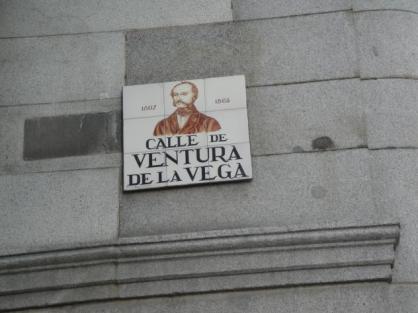 1807 1865
CALLE DE
VENTURA
DE LA VEGA